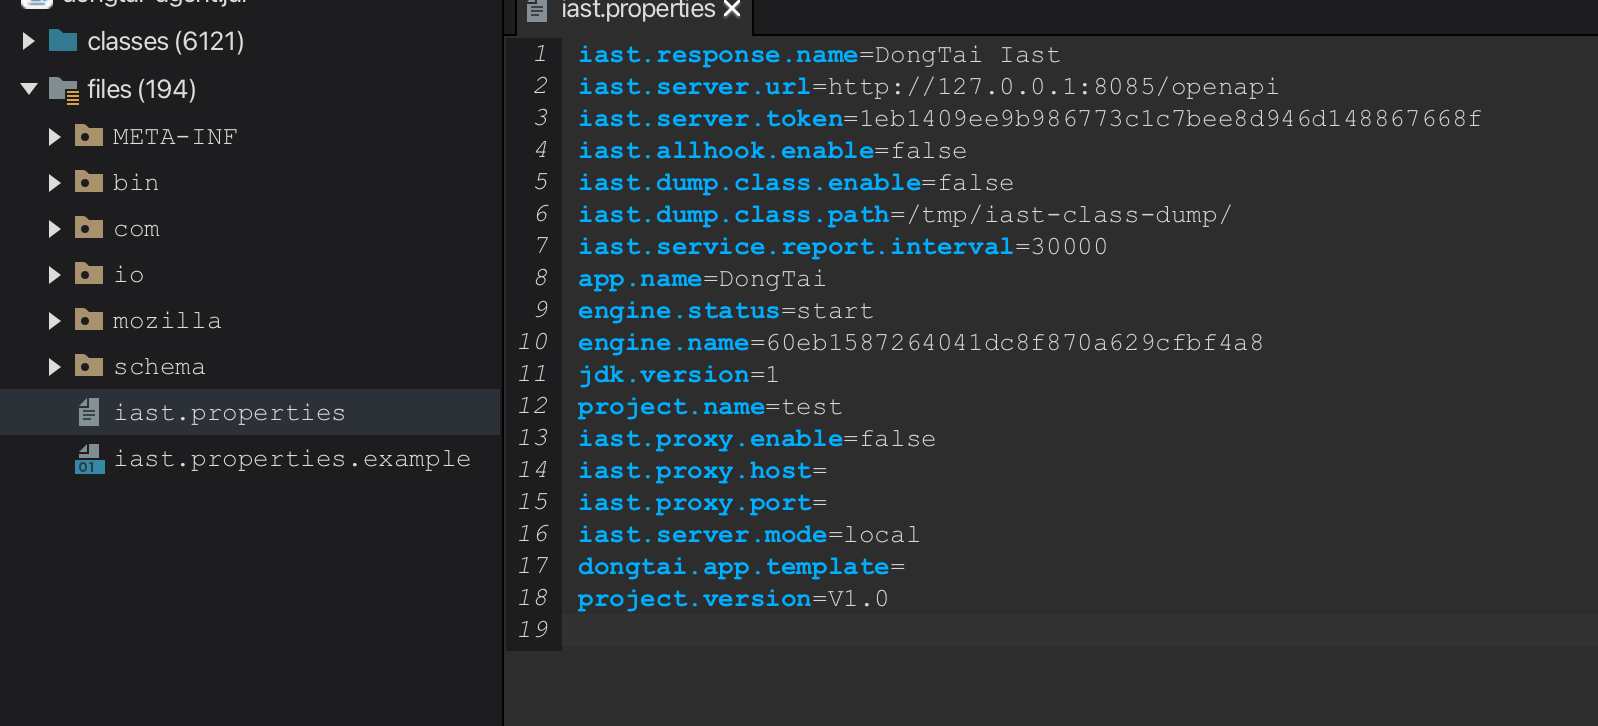 classes (6121)
files (194)
META-INF
bin
com
io
mozilla
schema
iast.properties
iast.properties.example
iast.properties
1 iast.response.name=DongTai Iast
2 iast.server.url=http://127.0.0.1:8085/openapi
3 iast.server.token=1eb1409ee9b986773c1c7bee8d946d148867668f
4 iast.allhook.enable=false
5 iast.dump.class.enable=false
6 iast.dump.class.path=/tmp/iast-class-dump/
7 iast.service.report.interval=30000
8 app.name=DongTai
9 engine.status=start
10 engine.name=60eb1587264041dc8f870a629cfbf4a8
11 jdk.version=1
12 project.name=test
13 iast.proxy.enable=false
14 iast.proxy.host=
15 iast.proxy.port=
16 iast.server.mode=local
17 dongtai.app.template=
18 project.version=V1.0
19